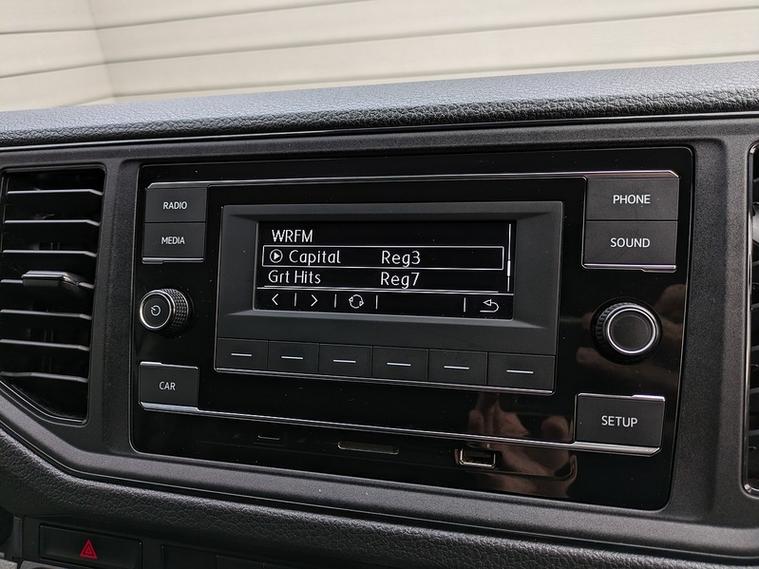 RADIO
MEDIA
PHONE
SOUND
WRFM
Capital Reg3
Grt Hits Reg7
CAR
SETUP